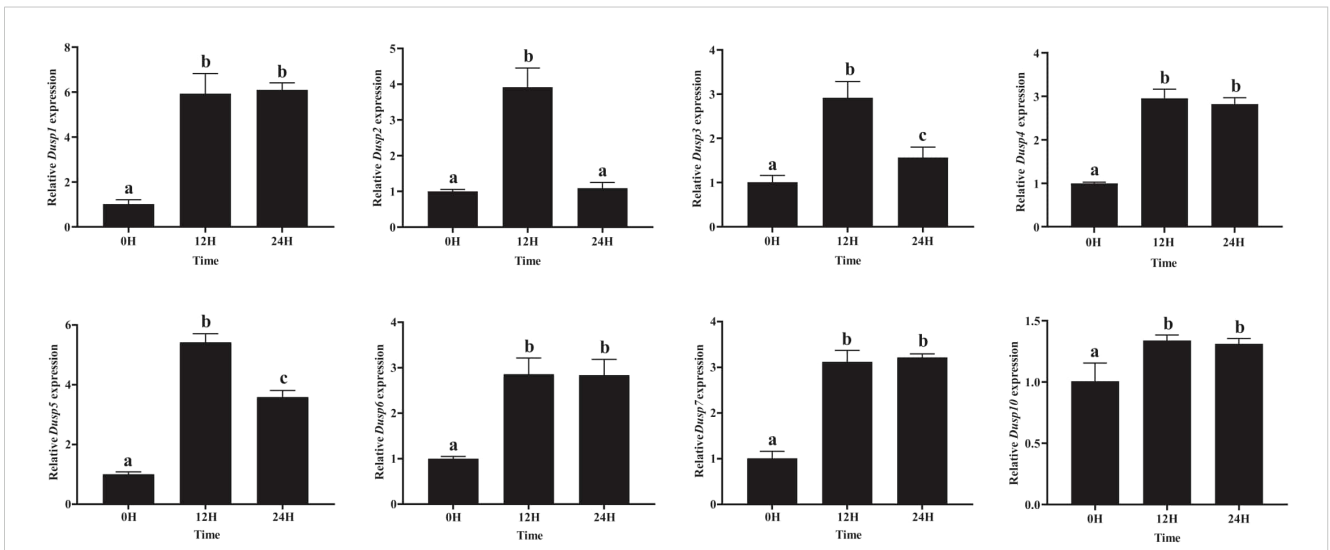 Relative Dusp1 expression
8
6
4
2
0
a
b
b
0H
12H
24H
Time
Relative Dusp2 expression
5
4
3
2
1
0
a
b
a
0H
12H
24H
Time
Relative Dusp3 expression
4
3
2
1
0
a
b
c
0H
12H
24H
Time
Relative Dusp4 expression
4
3
2
1
0
a
b
b
0H
12H
24H
Time
Relative Dusp5 expression
6
4
2
0
a
b
c
0H
12H
24H
Time
Relative Dusp6 expression
4
3
2
1
0
a
b
b
0H
12H
24H
Time
Relative Dusp7 expression
4
3
2
1
0
a
b
b
0H
12H
24H
Time
Relative Dusp10 expression
1.5
1.0
0.5
0.0
a
b
b
0H
12H
24H
Time